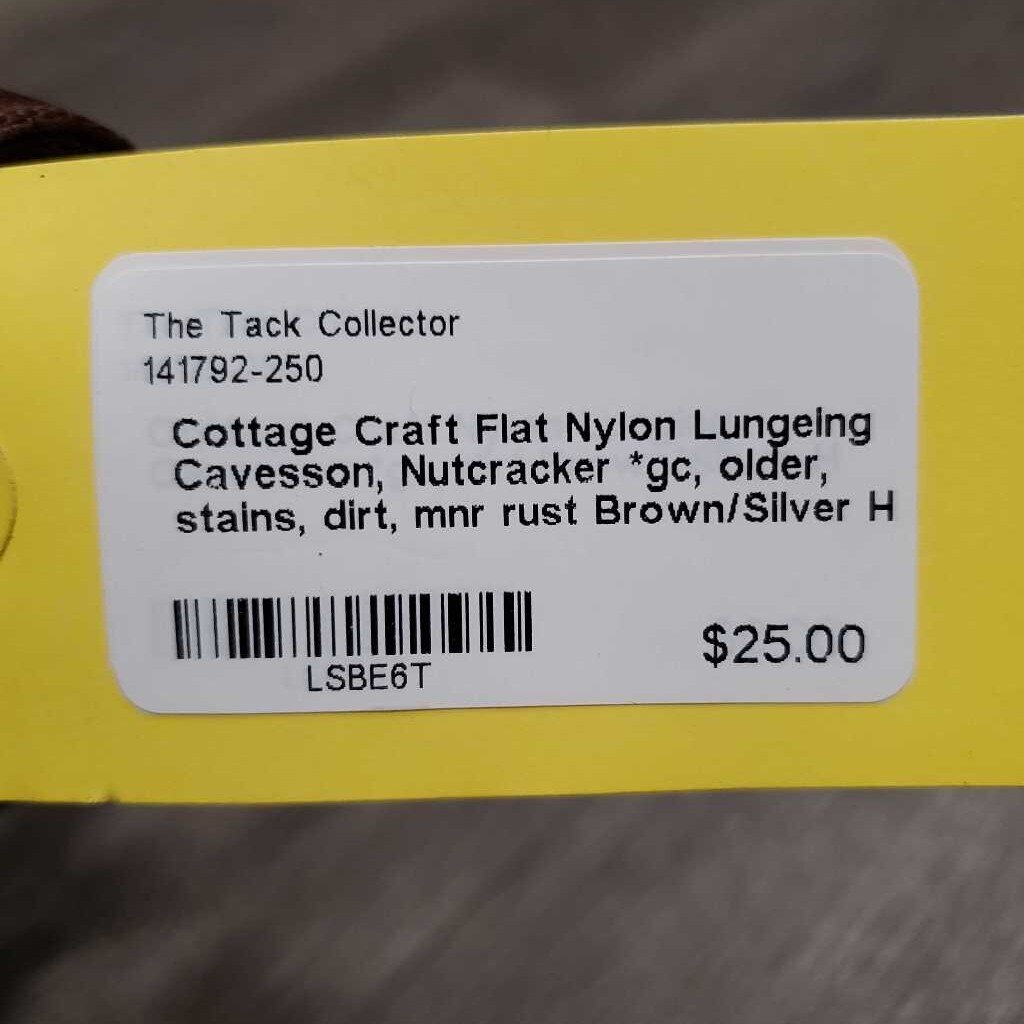 The Tack Collector
141792-250
Cottage Craft Flat Nylon Lungeing
Cavesson, Nutcracker *gc, older,
stains, dirt, mnr rust Brown/Silver H
LSBE6T
$25.00